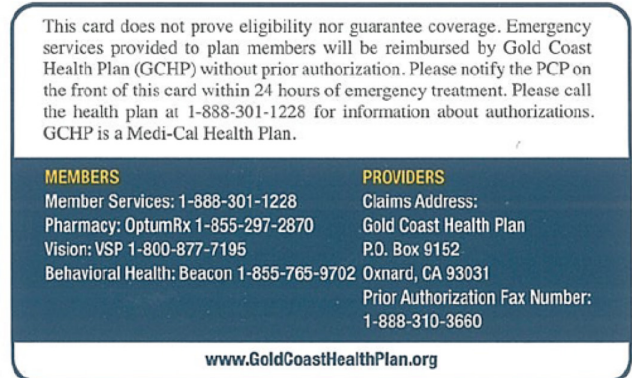 This card does not prove eligibility nor guarantee coverage. Emergency
services provided to plan members will be reimbursed by Gold Coast
Health Plan (GCHP) without prior authorization. Please notify the PCP on
the front of this card within 24 hours of emergency treatment. Please call
the health plan at 1-888-301-1228 for information about authorizations.
GCHP is a Medi-Cal Health Plan.
MEMBERS
Member Services: 1-888-301-1228
Pharmacy: OptumRx 1-855-297-2870
Vision: VSP 1-800-877-7195
Behavioral Health: Beacon 1-855-765-9702
PROVIDERS
Claims Address:
Gold Coast Health Plan
P.O. Box 9152
Oxnard, CA 93031
Prior Authorization Fax Number:
1-888-310-3660
www.GoldCoastHealthPlan.org